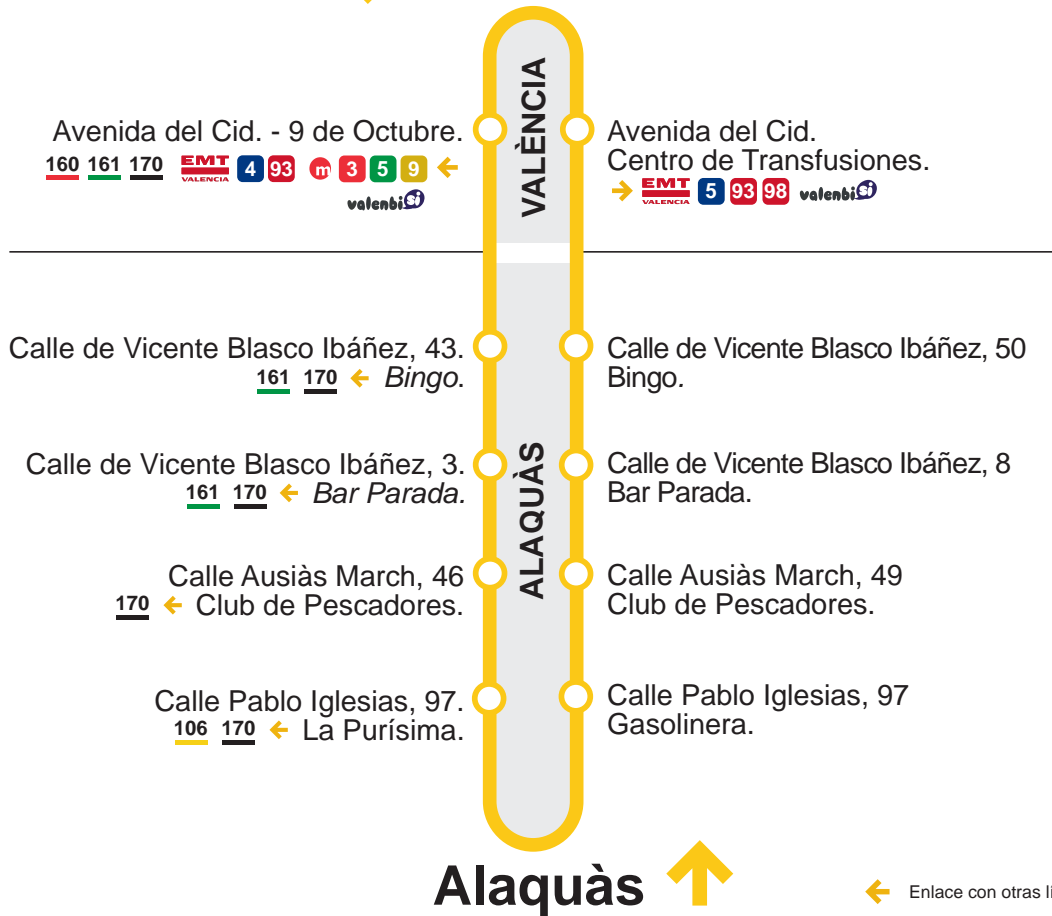 VALÈNCIA
Avenida del Cid. - 9 de Octubre.
160 161 170 EMT VALENCIA 4 93 m 3 5 9
valenbisi
Avenida del Cid.
Centro de Transfusiones.
EMT VALENCIA 5 93 98 valenbisi
ALAQUÀS
Calle de Vicente Blasco Ibáñez, 43.
161 170 Bingo.
Calle de Vicente Blasco Ibáñez, 50
Bingo.
Calle de Vicente Blasco Ibáñez, 3.
161 170 Bar Parada.
Calle de Vicente Blasco Ibáñez, 8
Bar Parada.
Calle Ausiàs March, 46
170 Club de Pescadores.
Calle Ausiàs March, 49
Club de Pescadores.
Calle Pablo Iglesias, 97.
106 170 La Purísima.
Calle Pablo Iglesias, 97
Gasolinera.
Alaquàs
Enlace con otras